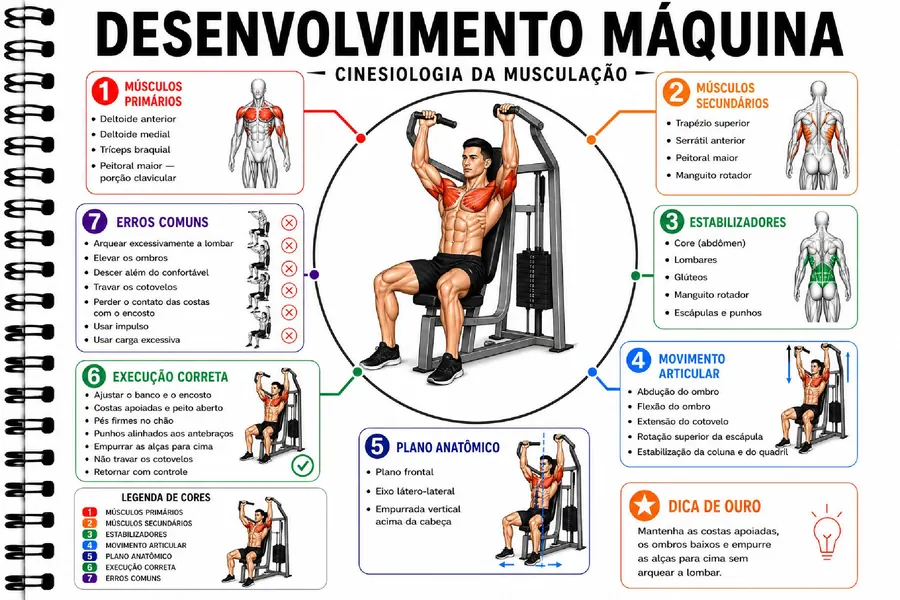 DESENVOLVIMENTO MÁQUINA
CINESIOLOGIA DA MUSCULAÇÃO
1 MÚSCULOS
PRIMÁRIOS
• Deltoide anterior
• Deltoide medial
• Tríceps braquial
• Peitoral maior —
porção clavicular
2 MÚSCULOS
SECUNDÁRIOS
• Trapézio superior
• Serrátil anterior
• Peitoral maior
• Manguito rotador
7 ERROS COMUNS
• Arquear excessivamente a lombar
• Elevar os ombros
• Descer além do confortável
• Travar os cotovelos
• Perder o contato das costas
com o encosto
• Usar impulso
• Usar carga excessiva
3 ESTABILIZADORES
• Core (abdômen)
• Lombares
• Glúteos
• Manguito rotador
• Escápulas e punhos
6 EXECUÇÃO CORRETA
• Ajustar o banco e o encosto
• Costas apoiadas e peito aberto
• Pés firmes no chão
• Punhos alinhados aos antebraços
• Empurrar as alças para cima
• Não travar os cotovelos
• Retornar com controle
4 MOVIMENTO
ARTICULAR
• Abdução do ombro
• Flexão do ombro
• Extensão do cotovelo
• Rotação superior da escápula
• Estabilização da coluna e do quadril
5 PLANO ANATÔMICO
• Plano frontal
• Eixo látero-lateral
• Empurrada vertical
acima da cabeça
LEGENDA DE CORES
1 MÚSCULOS PRIMÁRIOS
2 MÚSCULOS SECUNDÁRIOS
3 ESTABILIZADORES
4 MOVIMENTO ARTICULAR
5 PLANO ANATÔMICO
6 EXECUÇÃO CORRETA
7 ERROS COMUNS
DICA DE OURO
Mantenha as costas apoiadas,
os ombros baixos e empurre
as alças para cima sem
arquear a lombar.